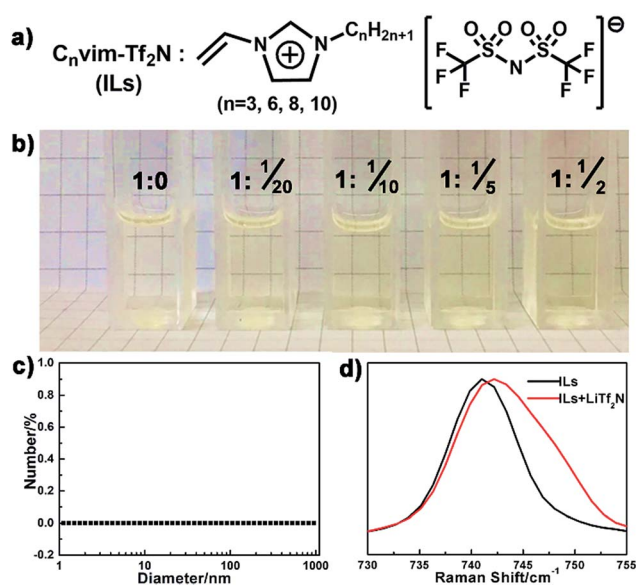 a)
CₙVim-Tf₂N :
(ILs)
N
⊕
N
CₙH₂ₙ₊₁
(n=3, 6, 8, 10)
O O O O
S S
F N F
F F F F
⊖
b)
1:0 1: 1/20 1: 1/10 1: 1/5 1: 1/2
c)
Number/%
1.0
0.8
0.6
0.4
0.2
0.0
-0.2
1 10 100 1000
Diameter/nm
d)
ILs
ILs+LiTf₂N
730 735 740 742 750 755
Raman Shift/cm⁻¹